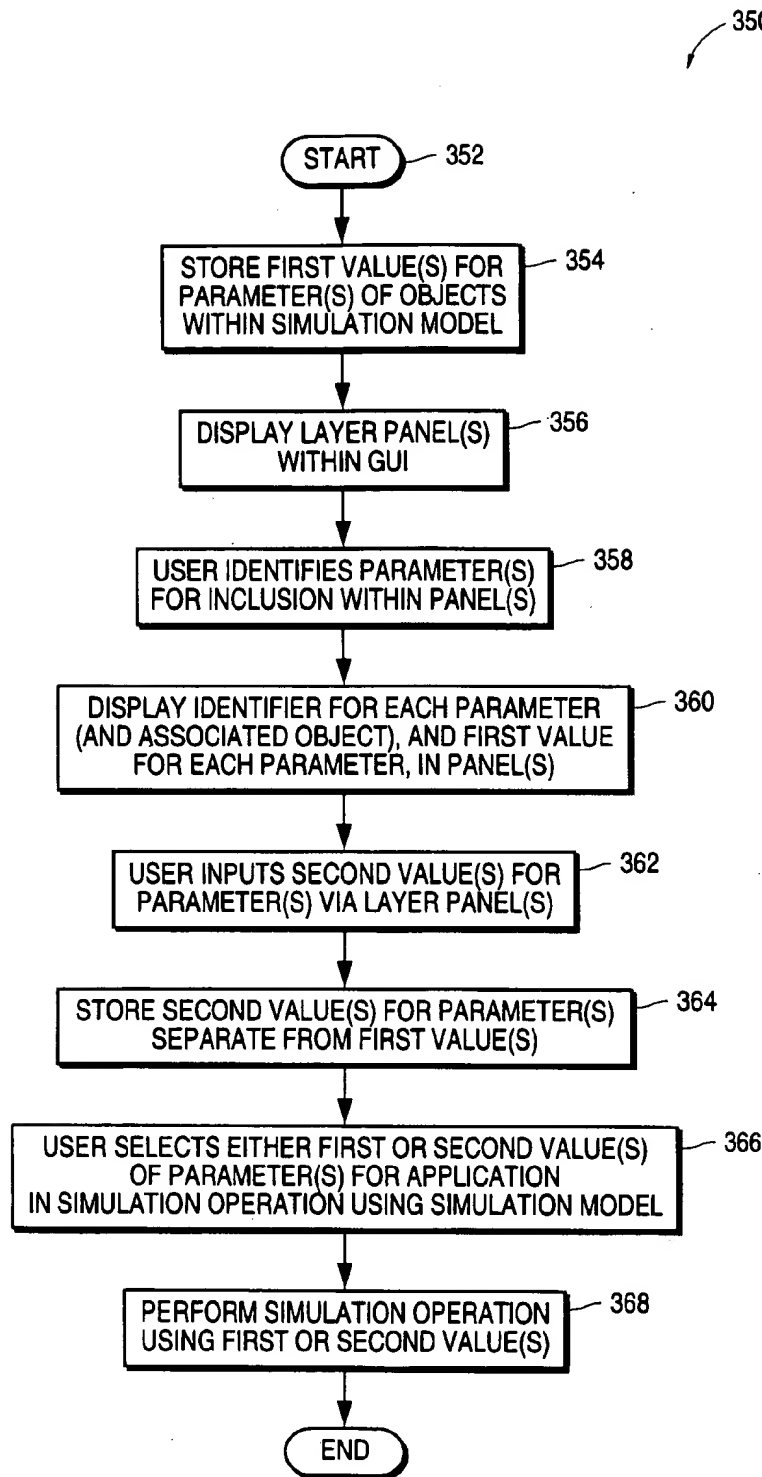 350
START
352
STORE FIRST VALUE(S) FOR
PARAMETER(S) OF OBJECTS
WITHIN SIMULATION MODEL
354
DISPLAY LAYER PANEL(S)
WITHIN GUI
356
USER IDENTIFIES PARAMETER(S)
FOR INCLUSION WITHIN PANEL(S)
358
DISPLAY IDENTIFIER FOR EACH PARAMETER
(AND ASSOCIATED OBJECT), AND FIRST VALUE
FOR EACH PARAMETER, IN PANEL(S)
360
USER INPUTS SECOND VALUE(S) FOR
PARAMETER(S) VIA LAYER PANEL(S)
362
STORE SECOND VALUE(S) FOR PARAMETER(S)
SEPARATE FROM FIRST VALUE(S)
364
USER SELECTS EITHER FIRST OR SECOND VALUE(S)
OF PARAMETER(S) FOR APPLICATION
IN SIMULATION OPERATION USING SIMULATION MODEL
366
PERFORM SIMULATION OPERATION
USING FIRST OR SECOND VALUE(S)
368
END